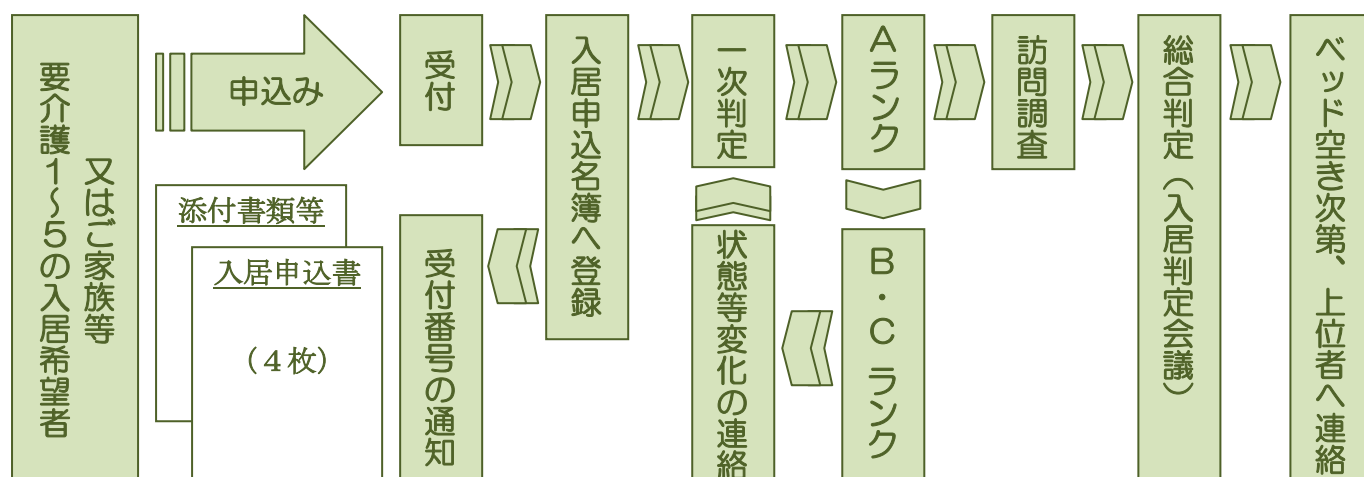 又はご家族等
要介護１～５の入居希望者
申込み
添付書類等
入居申込書
（４枚）
受付
受付番号の通知
入居申込名簿へ登録
一次判定
状態等変化の連絡
Ａランク
Ｂ・Ｃランク
訪問調査
総合判定（入居判定会議）
ベッド空き次第、上位者へ連絡